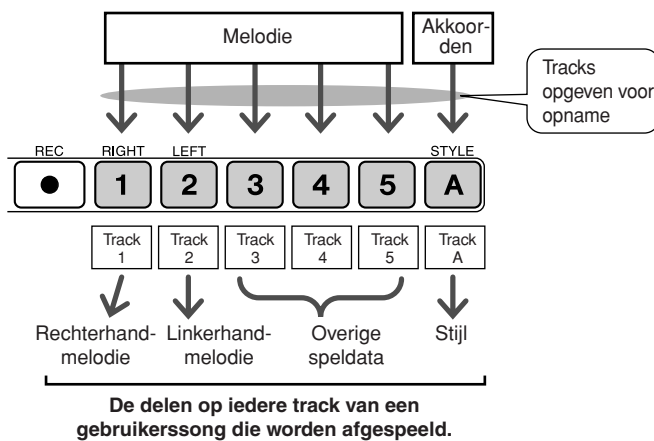 Melodie
Akkoor-
den
Tracks
opgeven voor
opname
REC RIGHT LEFT STYLE
1 2 3 4 5 A
Track Track Track Track Track Track
1 2 3 4 5 A
Rechterhand- Linkerhand- Overige Stijl
melodie melodie speldata
De delen op iedere track van een
gebruikerssong die worden afgespeeld.